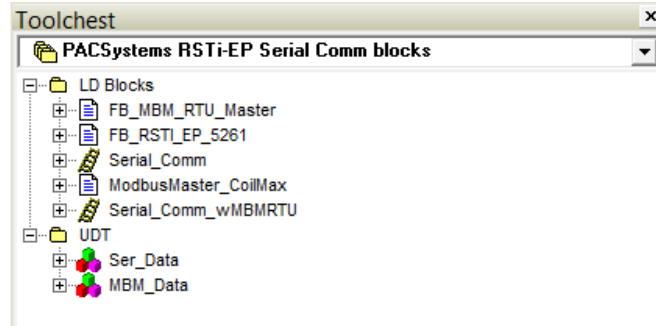 Toolchest
PACSystems RSTi-EP Serial Comm blocks
LD Blocks
FB_MBM_RTU_Master
FB_RSTI_EP_5261
Serial_Comm
ModbusMaster_CoilMax
Serial_Comm_wMBMRTU
UDT
Ser_Data
MBM_Data